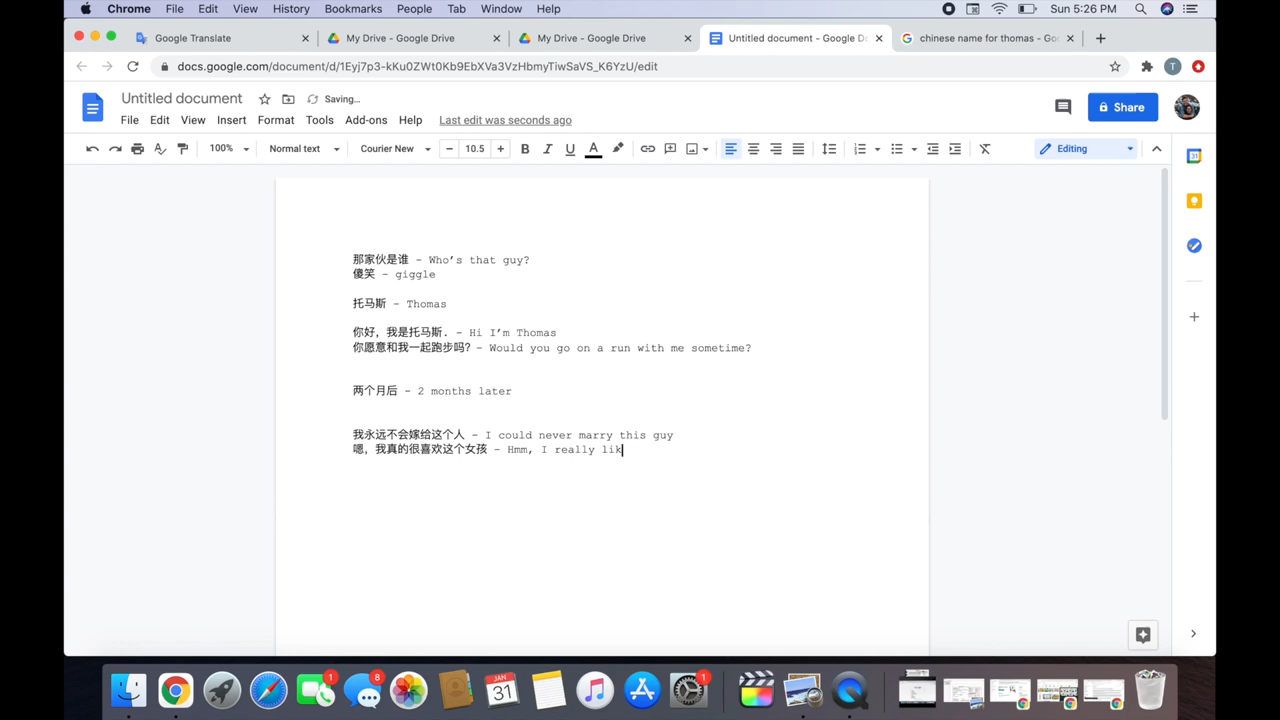 Chrome File Edit View History Bookmarks People Tab Window Help Sun 5:26 PM
Google Translate My Drive - Google Drive My Drive - Google Drive Untitled document - Google D chinese name for thomas - Go
docs.google.com/document/d/1Eyj7p3-kKu0ZWt0Kb9EbXVa3VzHbmyTiwSaVS_K6YzU/edit T
Untitled document Saving...
File Edit View Insert Format Tools Add-ons Help Last edit was seconds ago
Share
100% Normal text Courier New 10.5 B I U A Editing
31
那家伙是谁 - Who's that guy?
傻笑 - giggle
托马斯 - Thomas
你好, 我是托马斯. - Hi I'm Thomas
你愿意和我一起跑步吗? - Would you go on a run with me sometime?
两个月后 - 2 months later
我永远不会嫁给这个人 - I could never marry this guy
嗯, 我真的很喜欢这个女孩 - Hmm, I really lik
1 8 JAN 31 1